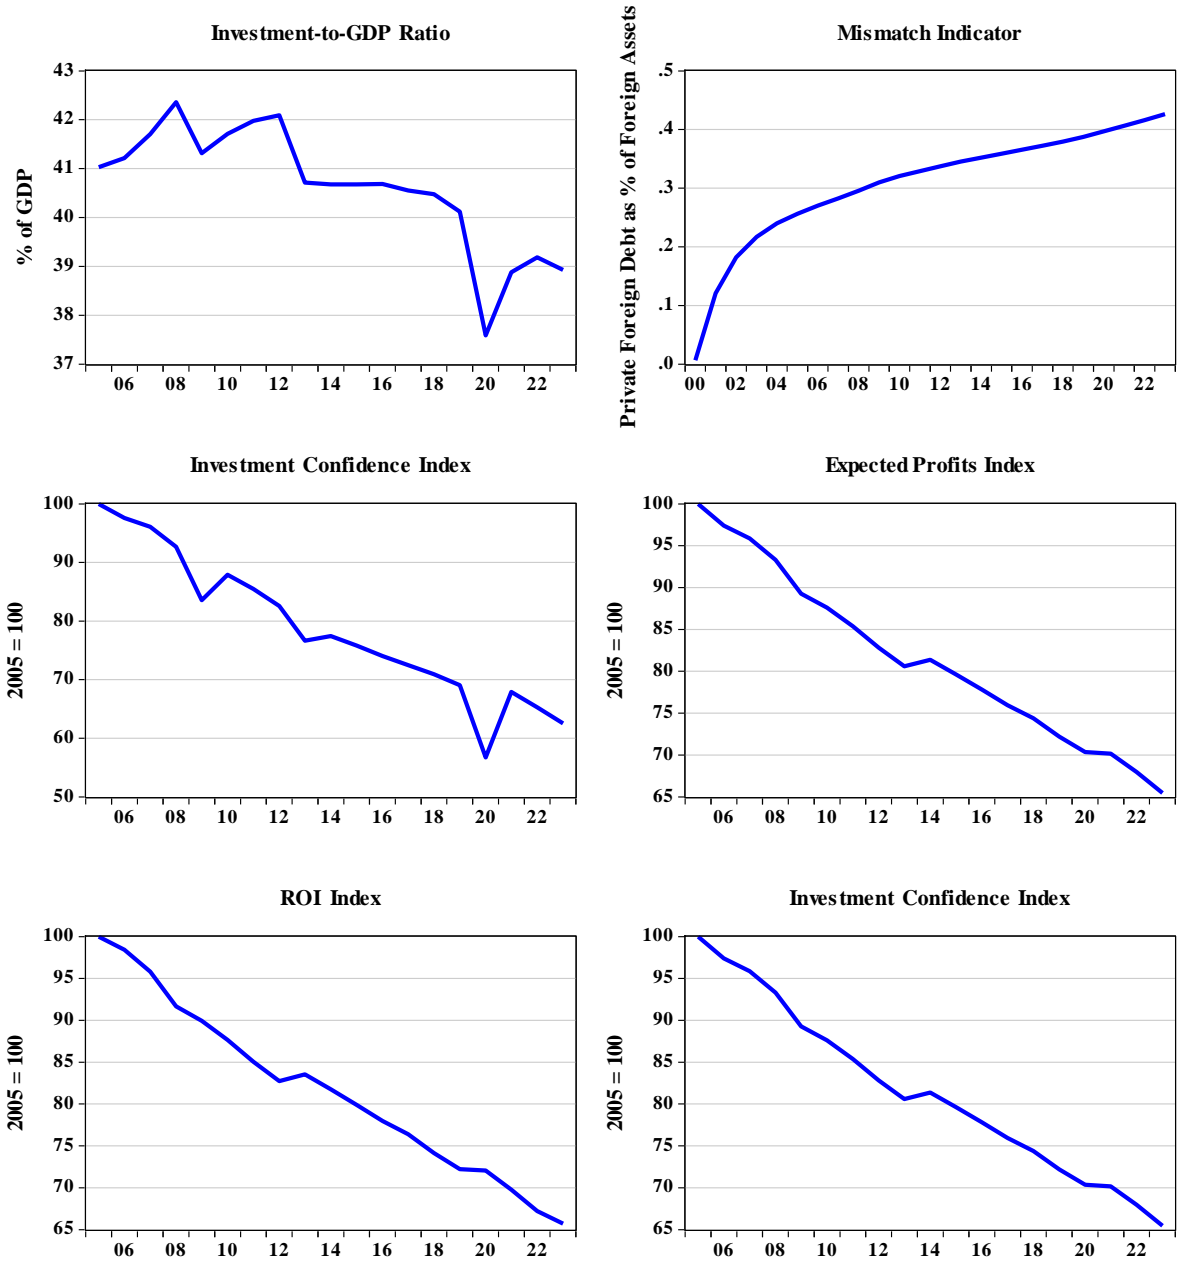 Investment-to-GDP Ratio
% of GDP
43
42
41
40
39
38
37
06 08 10 12 14 16 18 20 22
Mismatch Indicator
Private Foreign Debt as % of Foreign Assets
.5
.4
.3
.2
.1
.0
00 02 04 06 08 10 12 14 16 18 20 22
Investment Confidence Index
2005 = 100
100
90
80
70
60
50
06 08 10 12 14 16 18 20 22
Expected Profits Index
2005 = 100
100
95
90
85
80
75
70
65
06 08 10 12 14 16 18 20 22
ROI Index
2005 = 100
100
95
90
85
80
75
70
65
06 08 10 12 14 16 18 20 22
Investment Confidence Index
2005 = 100
100
95
90
85
80
75
70
65
06 08 10 12 14 16 18 20 22